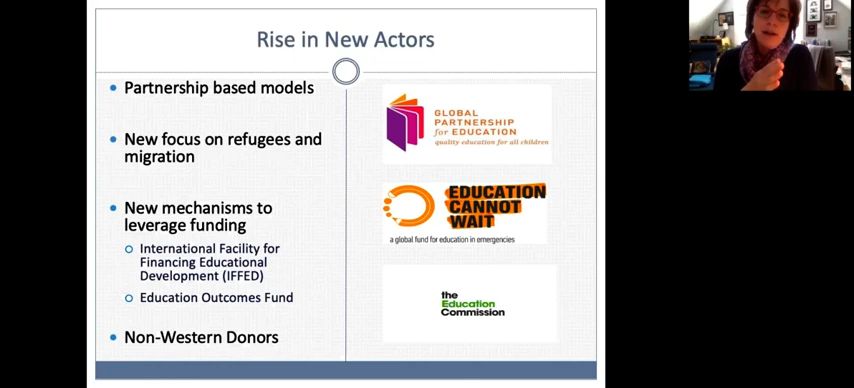 Rise in New Actors
• Partnership based models
• New focus on refugees and
migration
• New mechanisms to
leverage funding
○ International Facility for
Financing Educational
Development (IFFED)
○ Education Outcomes Fund
• Non-Western Donors
GLOBAL
PARTNERSHIP
for EDUCATION
quality education for all children
EDUCATION
CANNOT
WAIT
a global fund for education in emergencies
the
Education
Commission